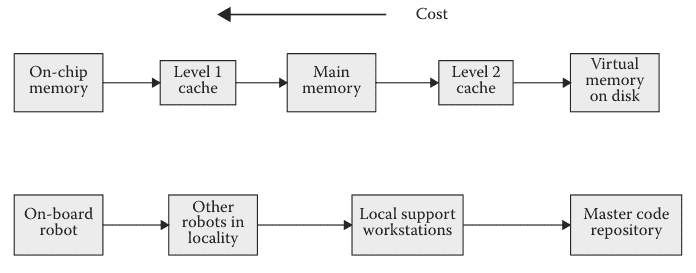 Cost
On-chip
memory
Level 1
cache
Main
memory
Level 2
cache
Virtual
memory
on disk
On-board
robot
Other
robots in
locality
Local support
workstations
Master code
repository